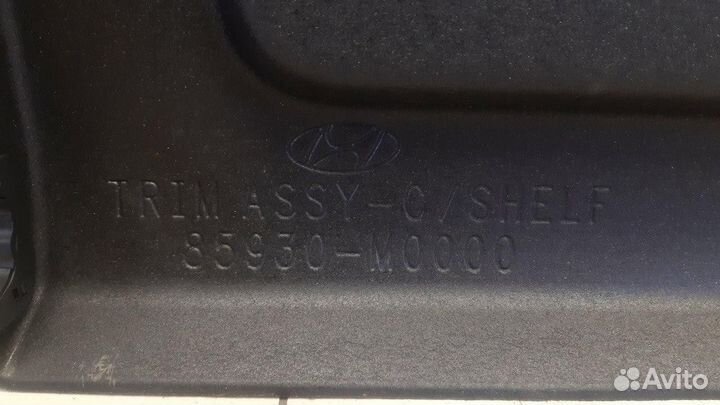 TRIM ASSY-C/SHELF
85930-M0000
Avito